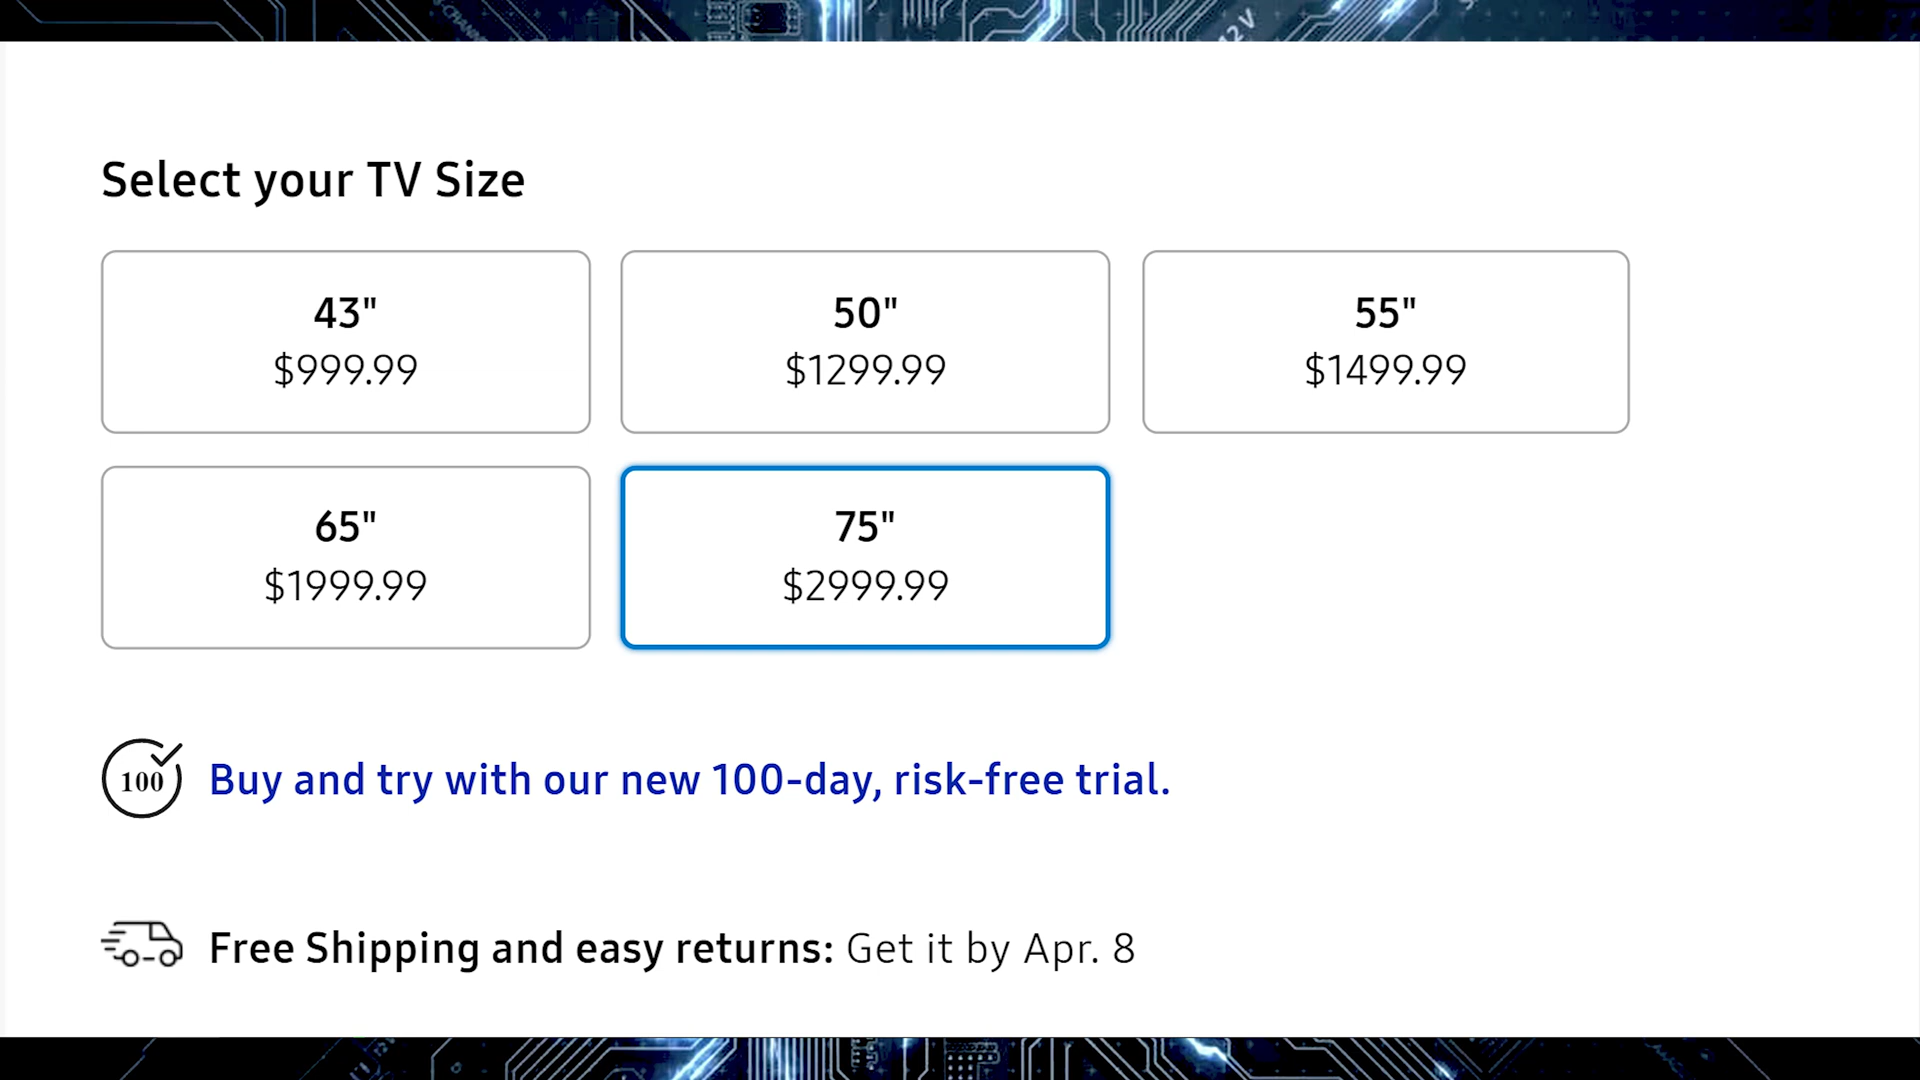 Select your TV Size
43"
$999.99
50"
$1299.99
55"
$1499.99
65"
$1999.99
75"
$2999.99
100 Buy and try with our new 100-day, risk-free trial.
Free Shipping and easy returns: Get it by Apr. 8
12V